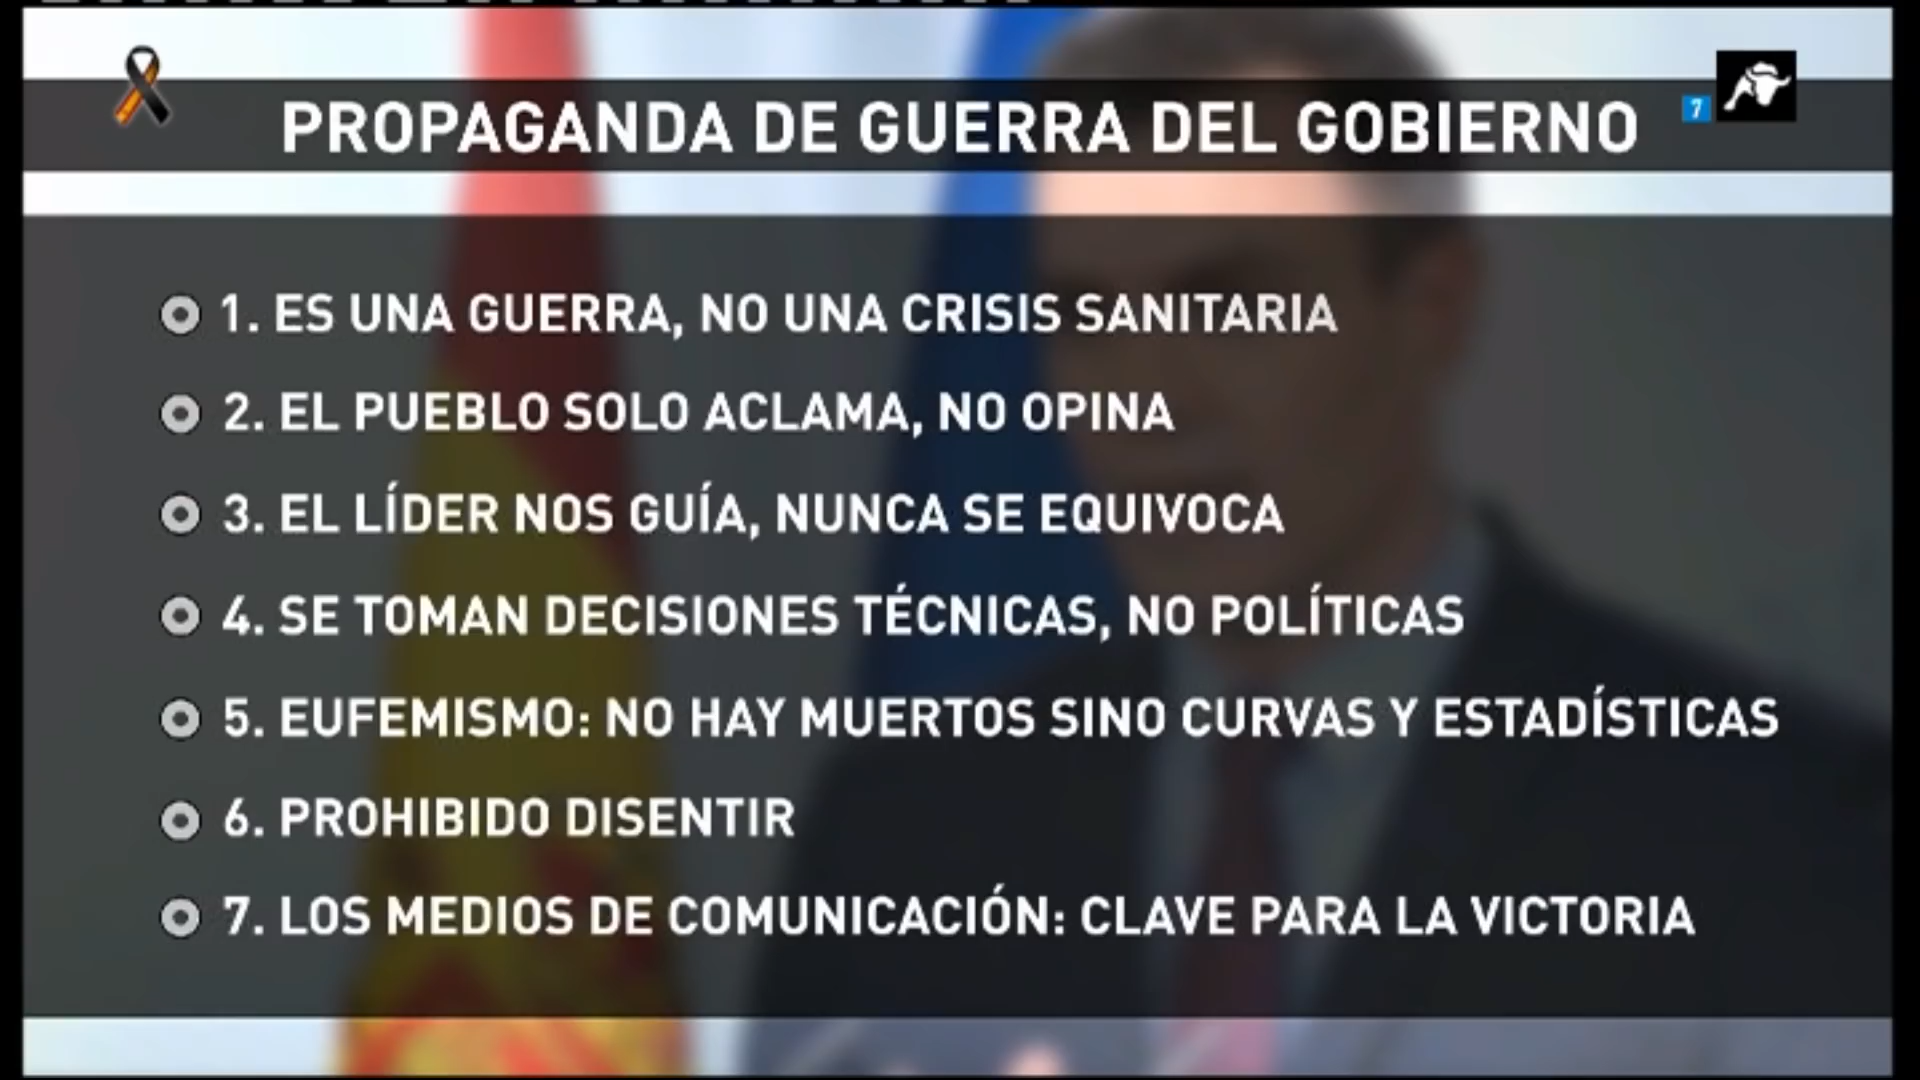 PROPAGANDA DE GUERRA DEL GOBIERNO
7
1. ES UNA GUERRA, NO UNA CRISIS SANITARIA
2. EL PUEBLO SOLO ACLAMA, NO OPINA
3. EL LÍDER NOS GUÍA, NUNCA SE EQUIVOCA
4. SE TOMAN DECISIONES TÉCNICAS, NO POLÍTICAS
5. EUFEMISMO: NO HAY MUERTOS SINO CURVAS Y ESTADÍSTICAS
6. PROHIBIDO DISENTIR
7. LOS MEDIOS DE COMUNICACIÓN: CLAVE PARA LA VICTORIA